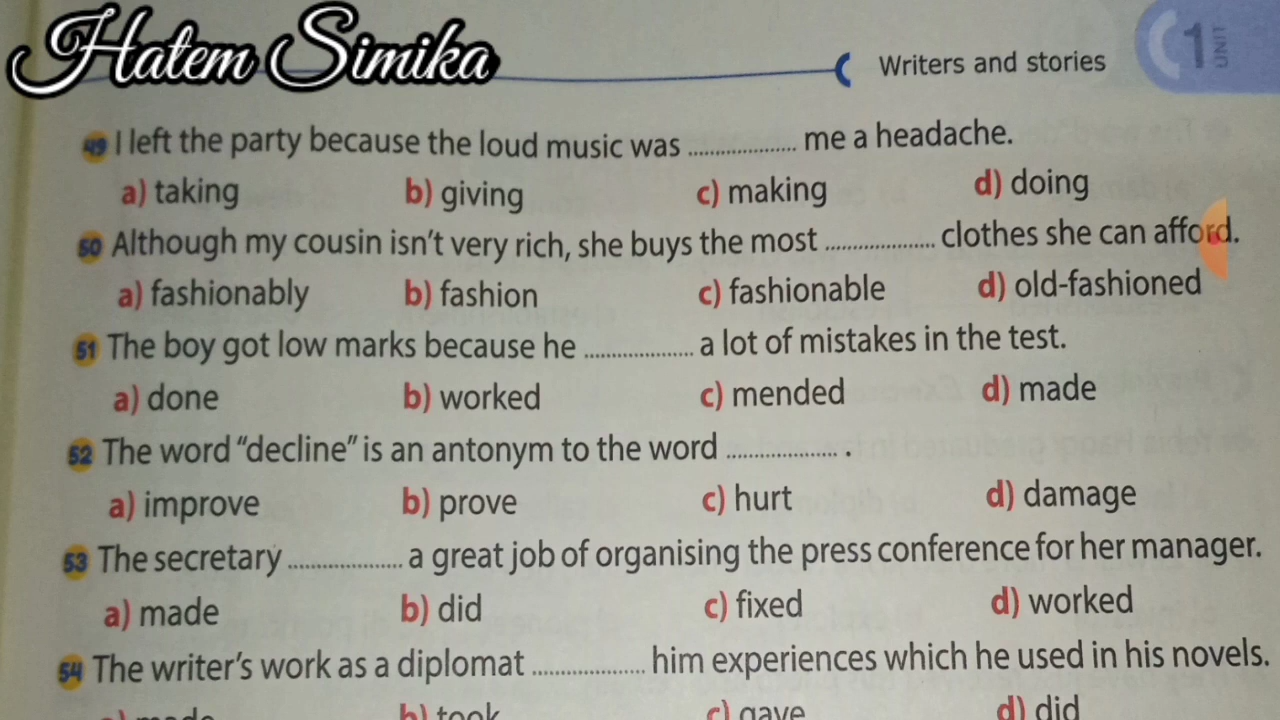 Hatem Simika
Writers and stories
1 UNIT
49 I left the party because the loud music was .................... me a headache.
a) taking b) giving c) making d) doing
50 Although my cousin isn't very rich, she buys the most .................... clothes she can afford.
a) fashionably b) fashion c) fashionable d) old-fashioned
51 The boy got low marks because he .................... a lot of mistakes in the test.
a) done b) worked c) mended d) made
52 The word "decline" is an antonym to the word .................... .
a) improve b) prove c) hurt d) damage
53 The secretary .................... a great job of organising the press conference for her manager.
a) made b) did c) fixed d) worked
54 The writer's work as a diplomat .................... him experiences which he used in his novels.
a) made b) took c) gave d) did